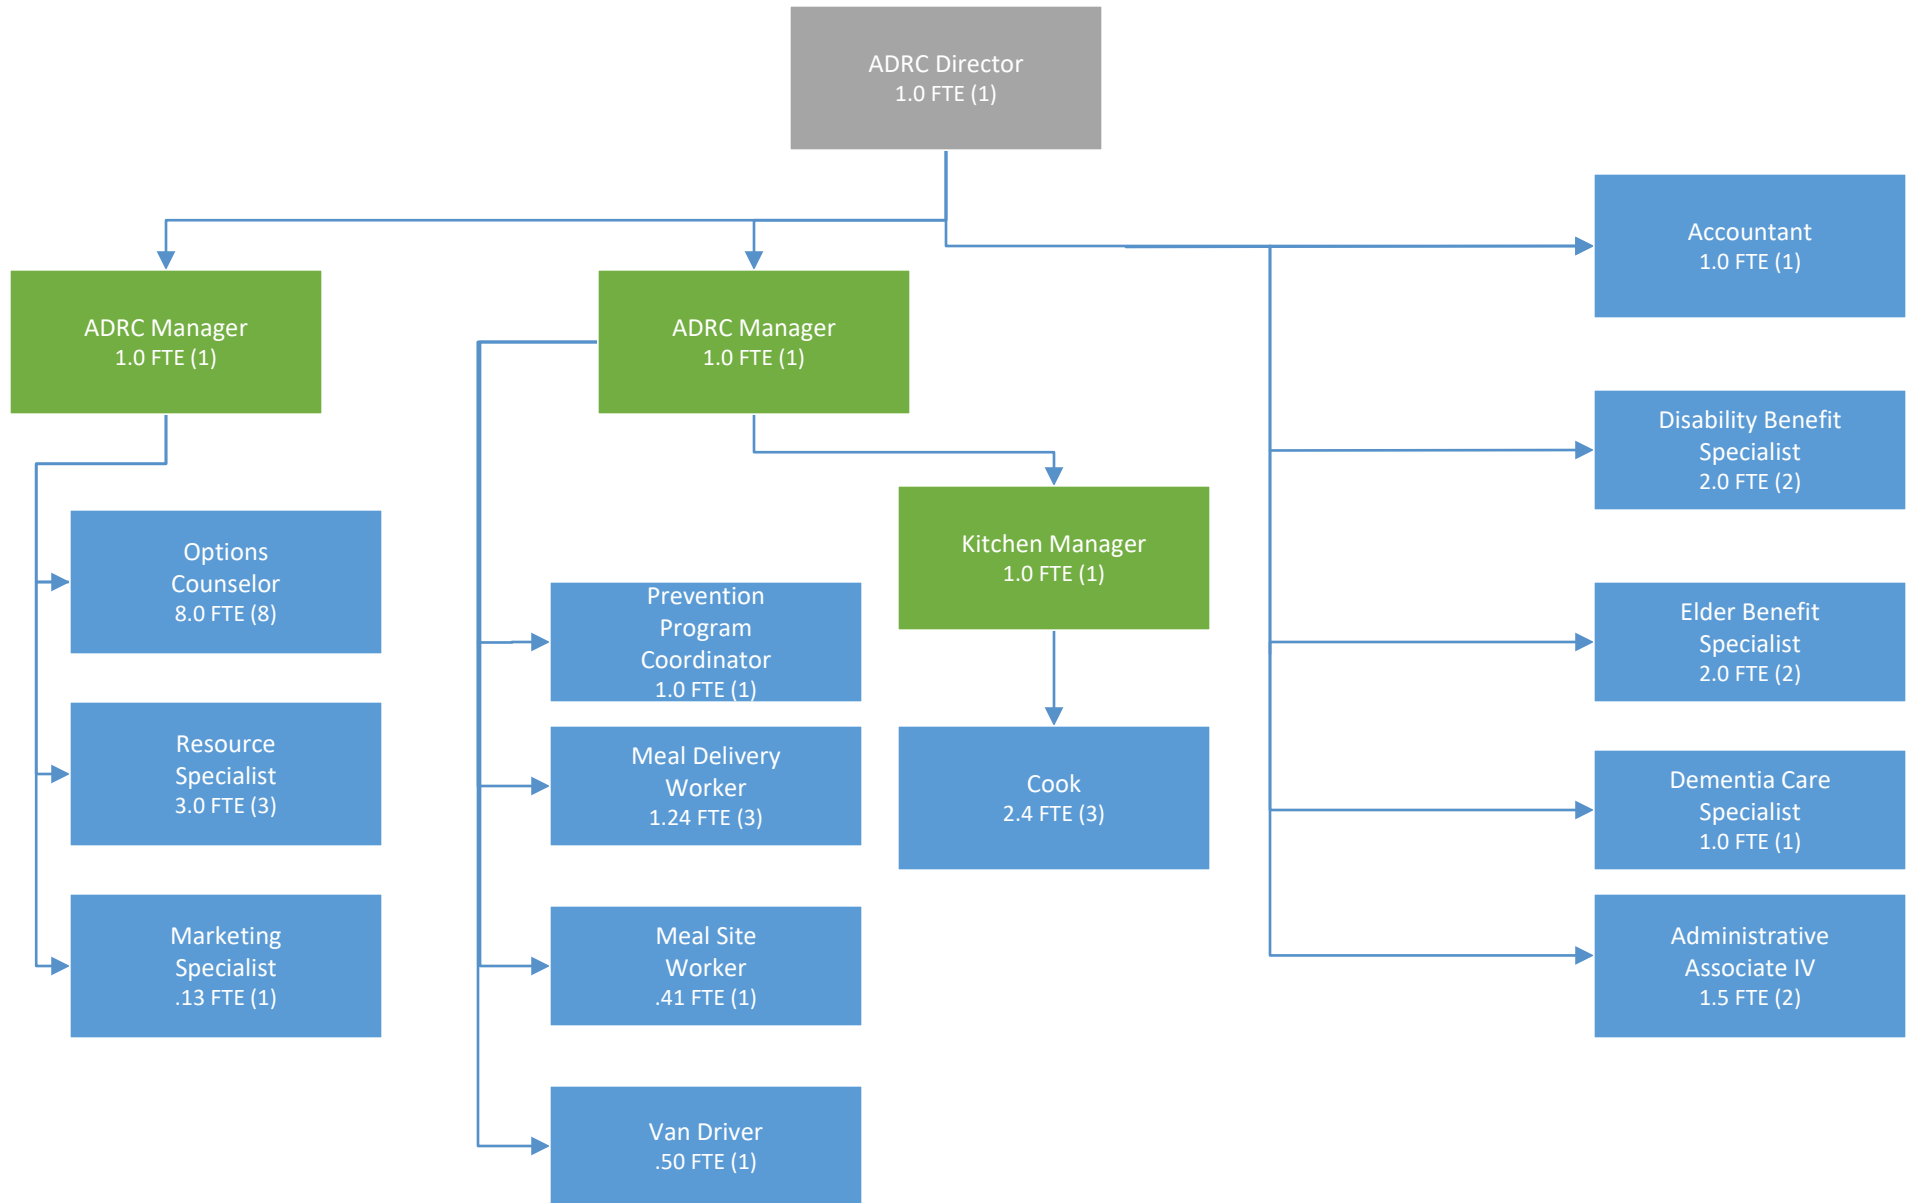 ADRC Director
1.0 FTE (1)
Accountant
1.0 FTE (1)
ADRC Manager
1.0 FTE (1)
ADRC Manager
1.0 FTE (1)
Disability Benefit
Specialist
2.0 FTE (2)
Kitchen Manager
1.0 FTE (1)
Options
Counselor
8.0 FTE (8)
Prevention
Program
Coordinator
1.0 FTE (1)
Elder Benefit
Specialist
2.0 FTE (2)
Resource
Specialist
3.0 FTE (3)
Meal Delivery
Worker
1.24 FTE (3)
Cook
2.4 FTE (3)
Dementia Care
Specialist
1.0 FTE (1)
Marketing
Specialist
.13 FTE (1)
Meal Site
Worker
.41 FTE (1)
Administrative
Associate IV
1.5 FTE (2)
Van Driver
.50 FTE (1)